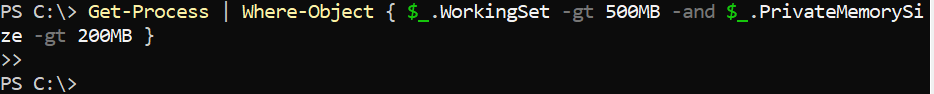 PS C:\> Get-Process | Where-Object { $_.WorkingSet -gt 500MB -and $_.PrivateMemorySi
ze -gt 200MB }
>>
PS C:\>